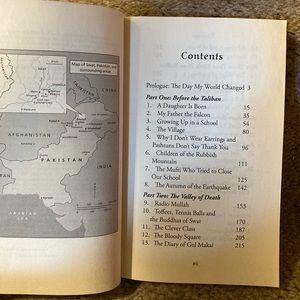 Map of Swat, Pakistan, and
surrounding areas
CHINA
AFGHANISTAN
PAKISTAN
INDIA
IRAN
ARABIAN
SEA
Contents
Prologue: The Day My World Changed 3
Part One: Before the Taliban
1. A Daughter Is Born 15
2. My Father the Falcon
3. Growing Up in a School
4. The Village 80
5. Why I Don't Wear Earrings and
Pashtuns Don't Say Thank You 96
6. Children of the Rubbish
Mountain 111
7. The Mufti Who Tried to Close
Our School
8. The Autumn of the Earthquake 142
Part Two: The Valley of Death
9. Radio Mullah 153
10. Toffees, Tennis Balls and
the Buddhas of Swat 170
11. The Clever Class 187
12. The Bloody Square 205
13. The Diary of Gul Makai 215
vii